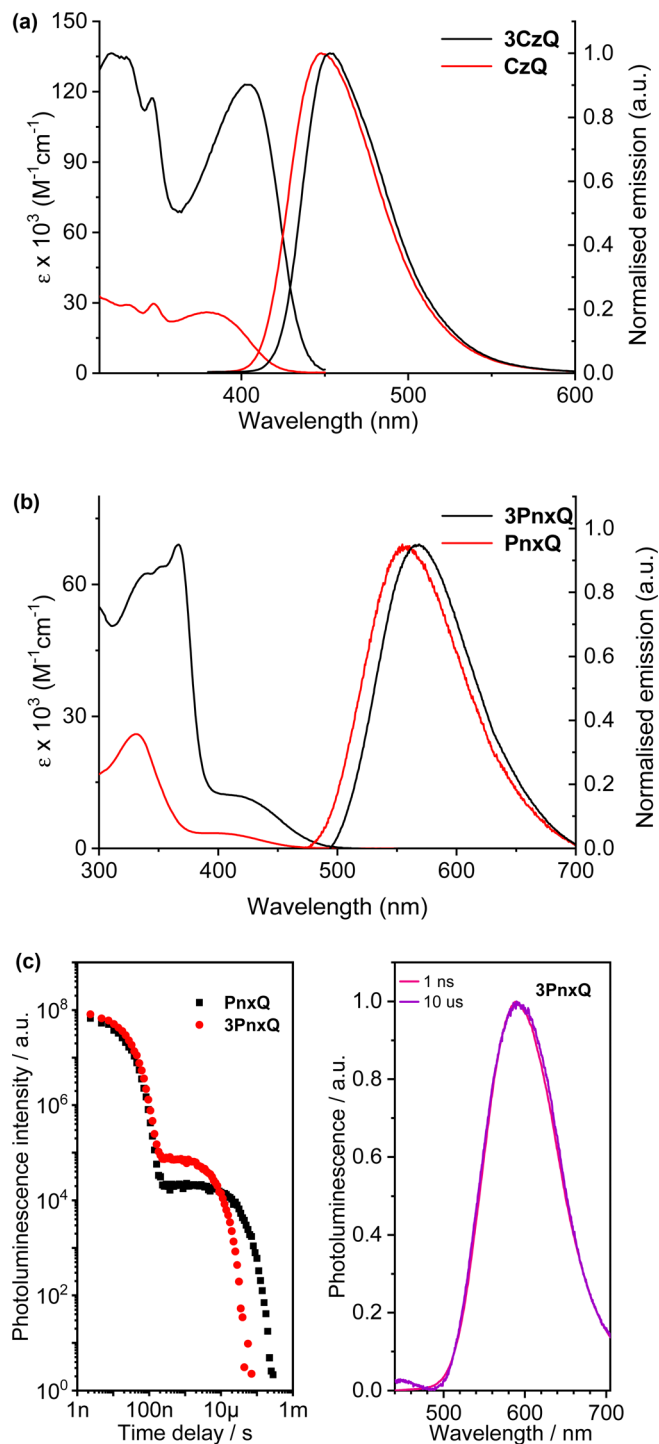 (a)
3CzQ
CzQ
150
120
90
60
30
0
1.0
0.8
0.6
0.4
0.2
0.0
ε x 10³ (M⁻¹cm⁻¹)
Normalised emission (a.u.)
400
500
600
Wavelength (nm)
(b)
3PnxQ
PnxQ
60
30
0
1.0
0.8
0.6
0.4
0.2
0.0
ε x 10³ (M⁻¹cm⁻¹)
Normalised emission (a.u.)
300
400
500
600
700
Wavelength (nm)
(c)
PnxQ
3PnxQ
10⁸
10⁶
10⁴
10²
10⁰
Photoluminescence intensity / a.u.
1n
100n
10µ
1m
Time delay / s
1 ns
10 us
3PnxQ
1.0
0.8
0.6
0.4
0.2
0.0
Photoluminescence / a.u.
500
600
700
Wavelength / nm